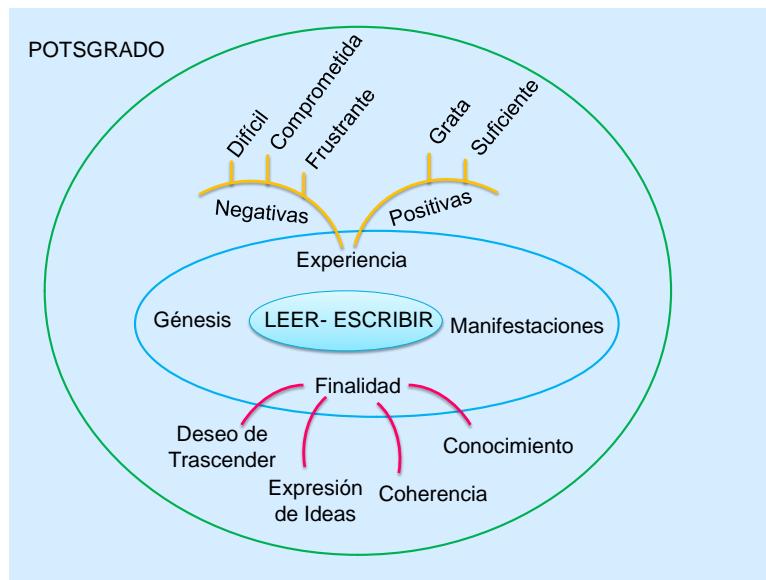 POTSGRADO
Difícil
Comprometida
Frustrante
Grata
Suficiente
Negativas
Positivas
Experiencia
Génesis
LEER- ESCRIBIR
Manifestaciones
Finalidad
Deseo de
Trascender
Expresión
de Ideas
Coherencia
Conocimiento